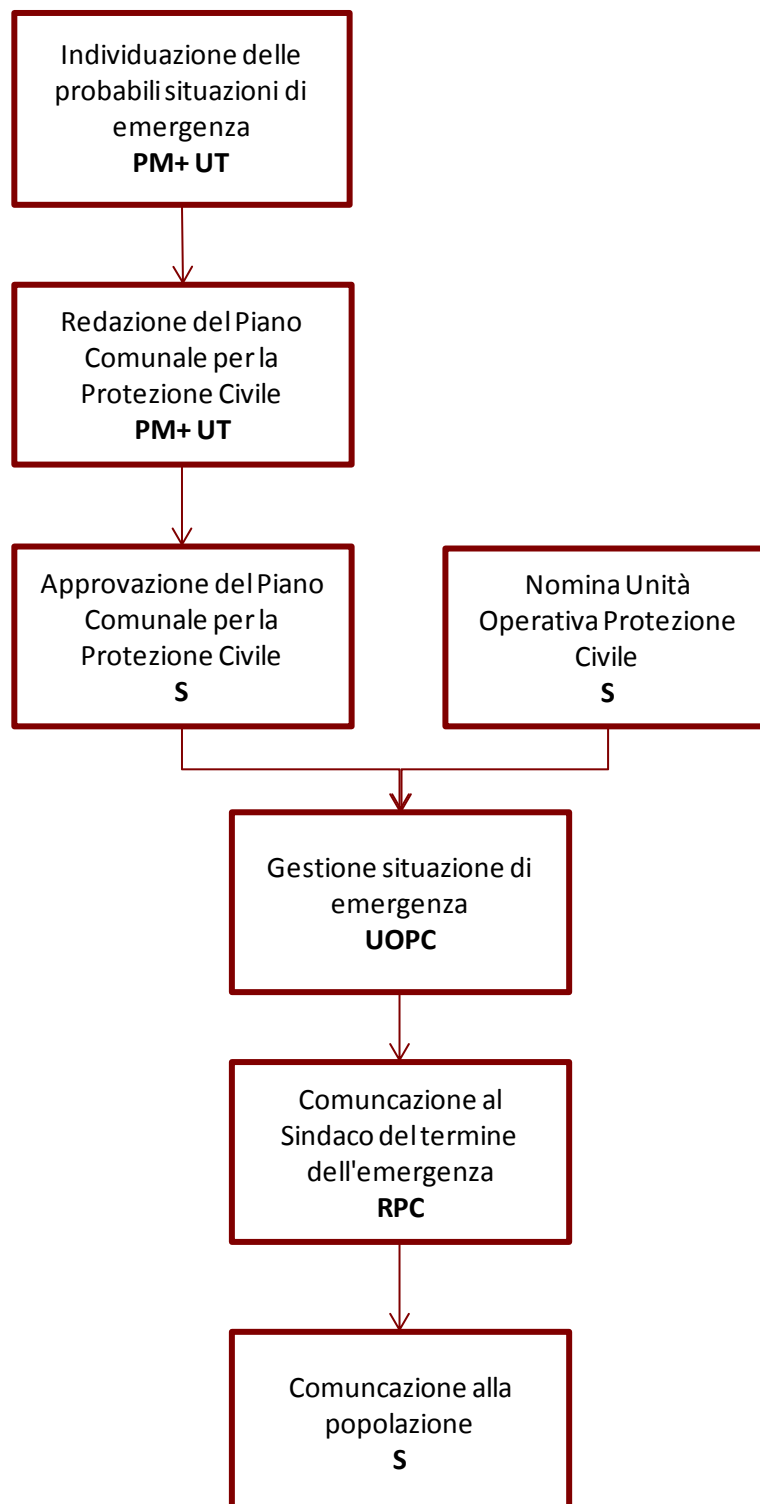 Individuazione delle
probabili situazioni di
emergenza
PM+ UT
Redazione del Piano
Comunale per la
Protezione Civile
PM+ UT
Approvazione del Piano
Comunale per la
Protezione Civile
S
Nomina Unità
Operativa Protezione
Civile
S
Gestione situazione di
emergenza
UOPC
Comuncazione al
Sindaco del termine
dell'emergenza
RPC
Comuncazione alla
popolazione
S